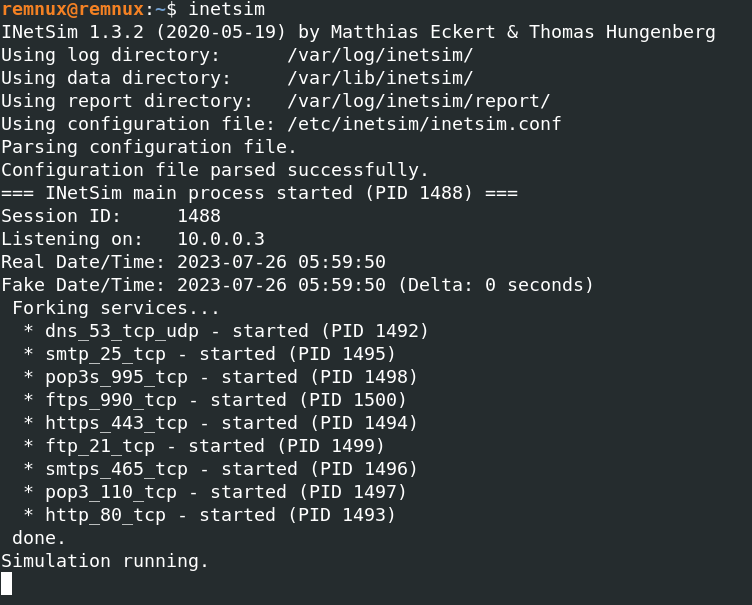 remnux@remnux:~$ inetsim
INetSim 1.3.2 (2020-05-19) by Matthias Eckert & Thomas Hungenberg
Using log directory:      /var/log/inetsim/
Using data directory:     /var/lib/inetsim/
Using report directory:   /var/log/inetsim/report/
Using configuration file: /etc/inetsim/inetsim.conf
Parsing configuration file.
Configuration file parsed successfully.
=== INetSim main process started (PID 1488) ===
Session ID:     1488
Listening on:   10.0.0.3
Real Date/Time: 2023-07-26 05:59:50
Fake Date/Time: 2023-07-26 05:59:50 (Delta: 0 seconds)
 Forking services...
  * dns_53_tcp_udp - started (PID 1492)
  * smtp_25_tcp - started (PID 1495)
  * pop3s_995_tcp - started (PID 1498)
  * ftps_990_tcp - started (PID 1500)
  * https_443_tcp - started (PID 1494)
  * ftp_21_tcp - started (PID 1499)
  * smtps_465_tcp - started (PID 1496)
  * pop3_110_tcp - started (PID 1497)
  * http_80_tcp - started (PID 1493)
 done.
Simulation running.